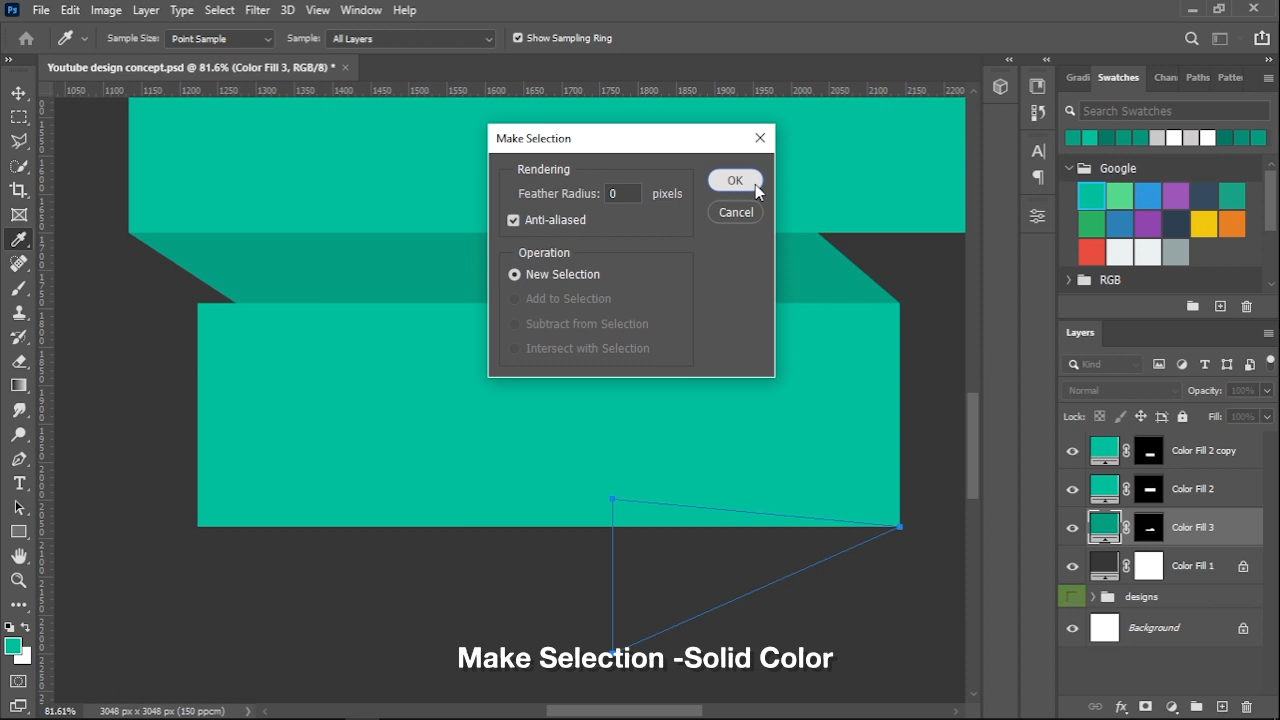 Ps File Edit Image Layer Type Select Filter 3D View Window Help
Sample Size: Point Sample Sample: All Layers Show Sampling Ring
Youtube design concept.psd @ 81.6% (Color Fill 3, RGB/8) * ×
1050 1100 1150 1200 1250 1300 1350 1400 1450 1500 1550 1600 1650 1700 1750 1800 1850 1900 1950 2000 2050 2100 2150 2200
Gradi Swatches Chan Paths Patte
Search Swatches
Google
RGB
Make Selection
Rendering
Feather Radius: 0 pixels
Anti-aliased
OK
Cancel
Operation
New Selection
Add to Selection
Subtract from Selection
Intersect with Selection
Layers
Kind
Normal Opacity: 100%
Lock: Fill: 100%
Color Fill 2 copy
Color Fill 2
Color Fill 3
Color Fill 1
designs
Background
Make Selection -Solid Color
81.61% 3048 px x 3048 px (150 ppcm)